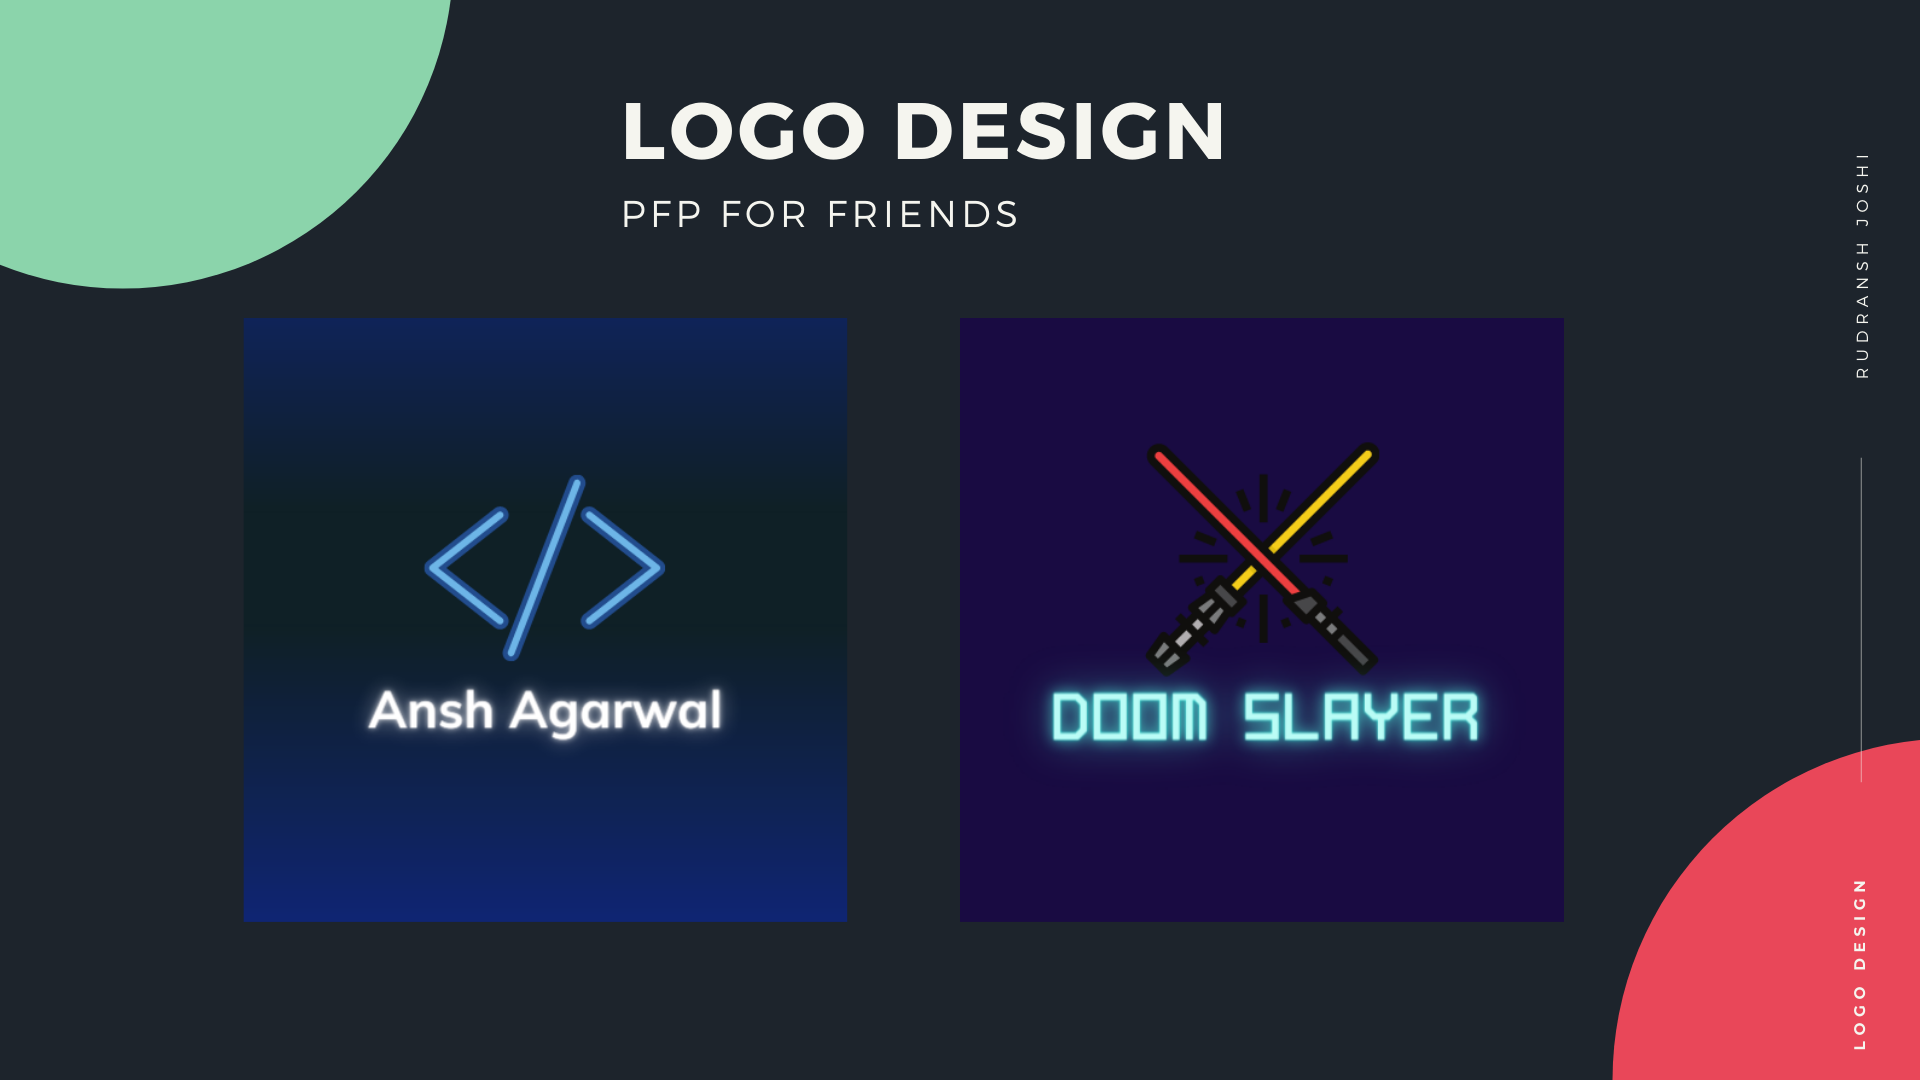 LOGO DESIGN
PFP FOR FRIENDS
Ansh Agarwal
DOOM SLAYER
RUDRANSH JOSHI
LOGO DESIGN